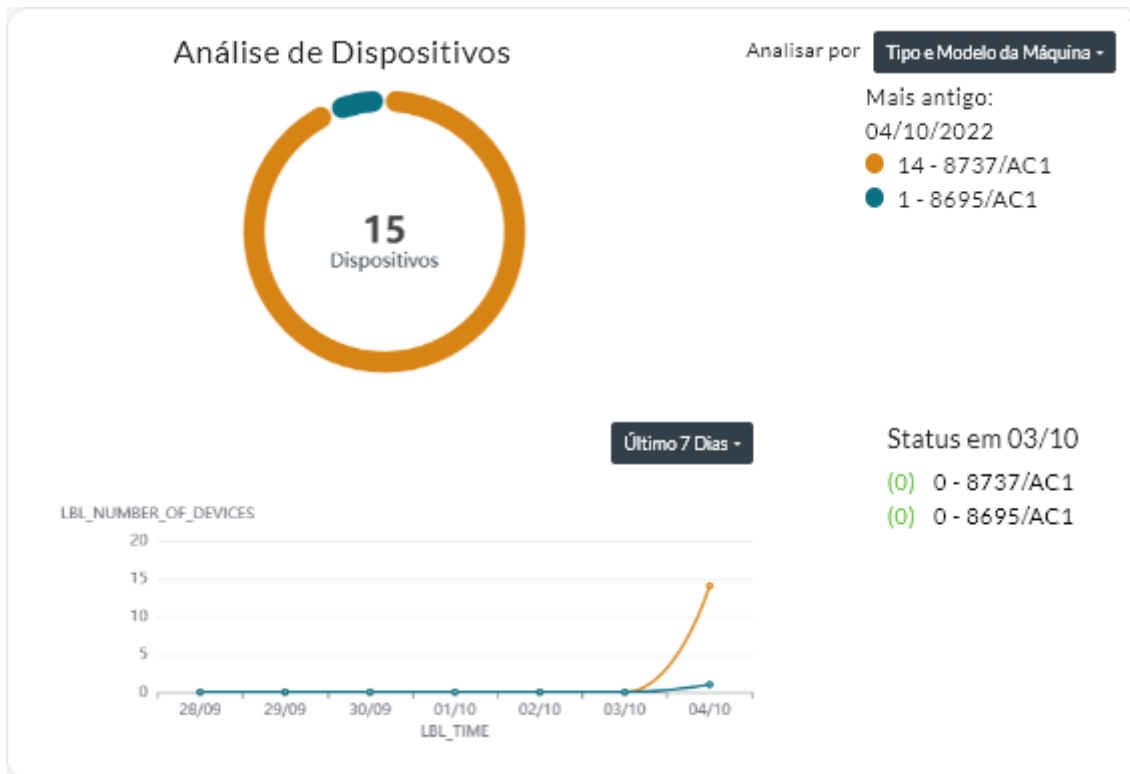 Análise de Dispositivos
Analisar por Tipo e Modelo da Máquina
Mais antigo:
04/10/2022
14 - 8737/AC1
1 - 8695/AC1
15
Dispositivos
Último 7 Dias
Status em 03/10
(0) 0 - 8737/AC1
(0) 0 - 8695/AC1
LBL_NUMBER_OF_DEVICES
20
15
10
5
0
28/09 29/09 30/09 01/10 02/10 03/10 04/10
LBL_TIME